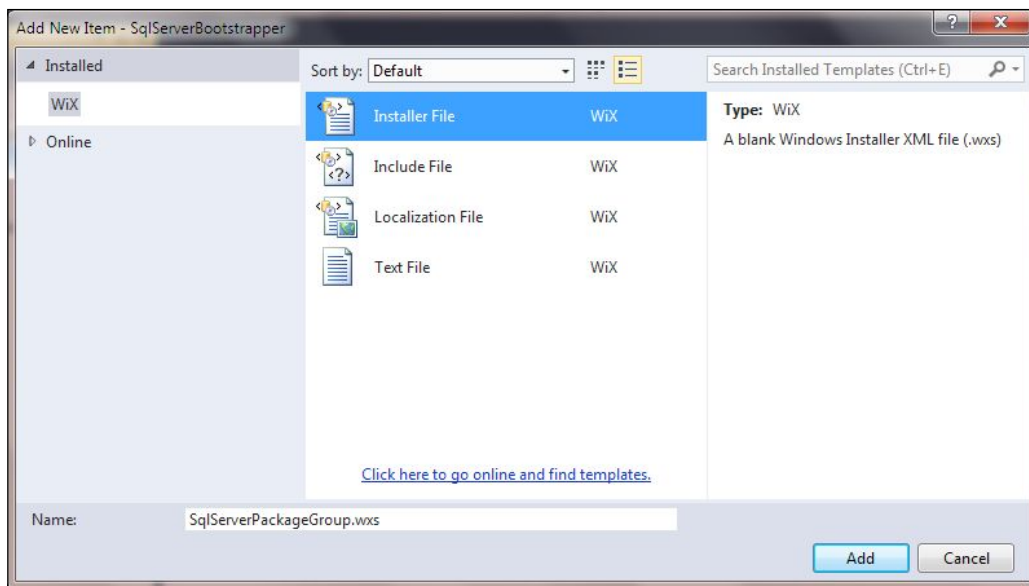 Add New Item - SqlServerBootstrapper
Installed
WiX
Online
Sort by: Default
Search Installed Templates (Ctrl+E)
Installer File WiX
Include File WiX
Localization File WiX
Text File WiX
Type: WiX
A blank Windows Installer XML file (.wxs)
Click here to go online and find templates.
Name: SqlServerPackageGroup.wxs
Add Cancel